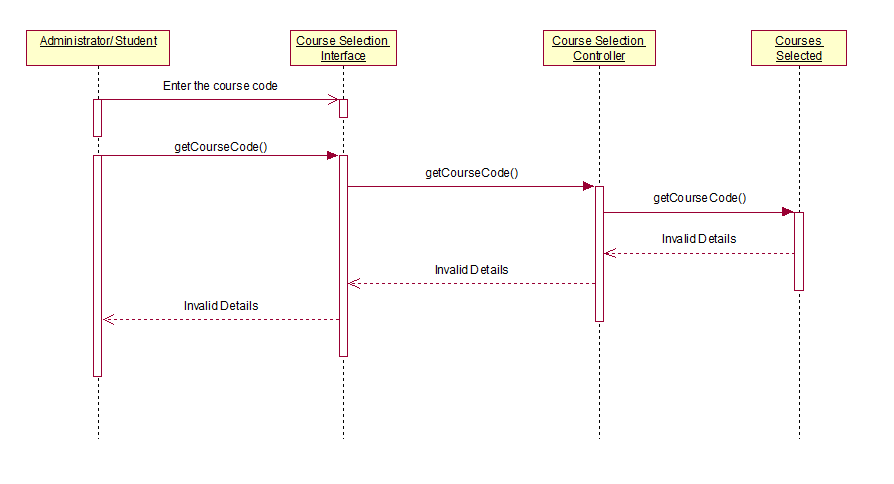 Administrator/Student
Course Selection
Interface
Course Selection
Controller
Courses
Selected
Enter the course code
getCourseCode()
getCourseCode()
getCourseCode()
Invalid Details
Invalid Details
Invalid Details